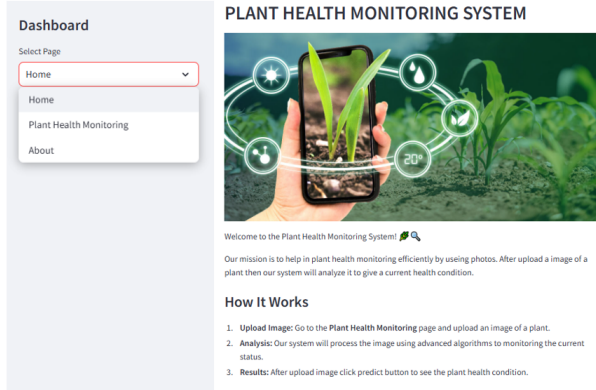 Dashboard
Select Page
Home
Home
Plant Health Monitoring
About
PLANT HEALTH MONITORING SYSTEM
20°
Welcome to the Plant Health Monitoring System!
Our mission is to help in plant health monitoring efficiently by useing photos. After upload a image of a
plant then our system will analyze it to give a current health condition.
How It Works
1. Upload Image: Go to the Plant Health Monitoring page and upload an image of a plant.
2. Analysis: Our system will process the image using advanced algorithms to monitoring the current
status.
3. Results: After upload image click predict button to see the plant health condition.